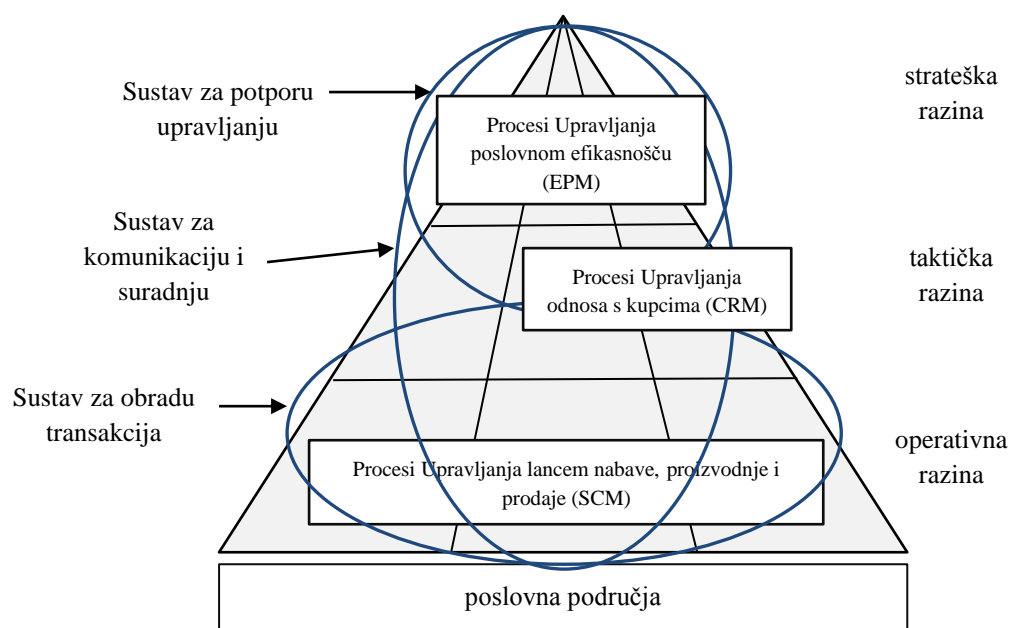 Sustav za potporu
upravljanju
strateška
razina
Procesi Upravljanja
poslovnom efikasnošču
(EPM)
Sustav za
komunikaciju i
suradnju
Procesi Upravljanja
odnosa s kupcima (CRM)
taktička
razina
Sustav za obradu
transakcija
operativna
razina
Procesi Upravljanja lancem nabave, proizvodnje i
prodaje (SCM)
poslovna područja